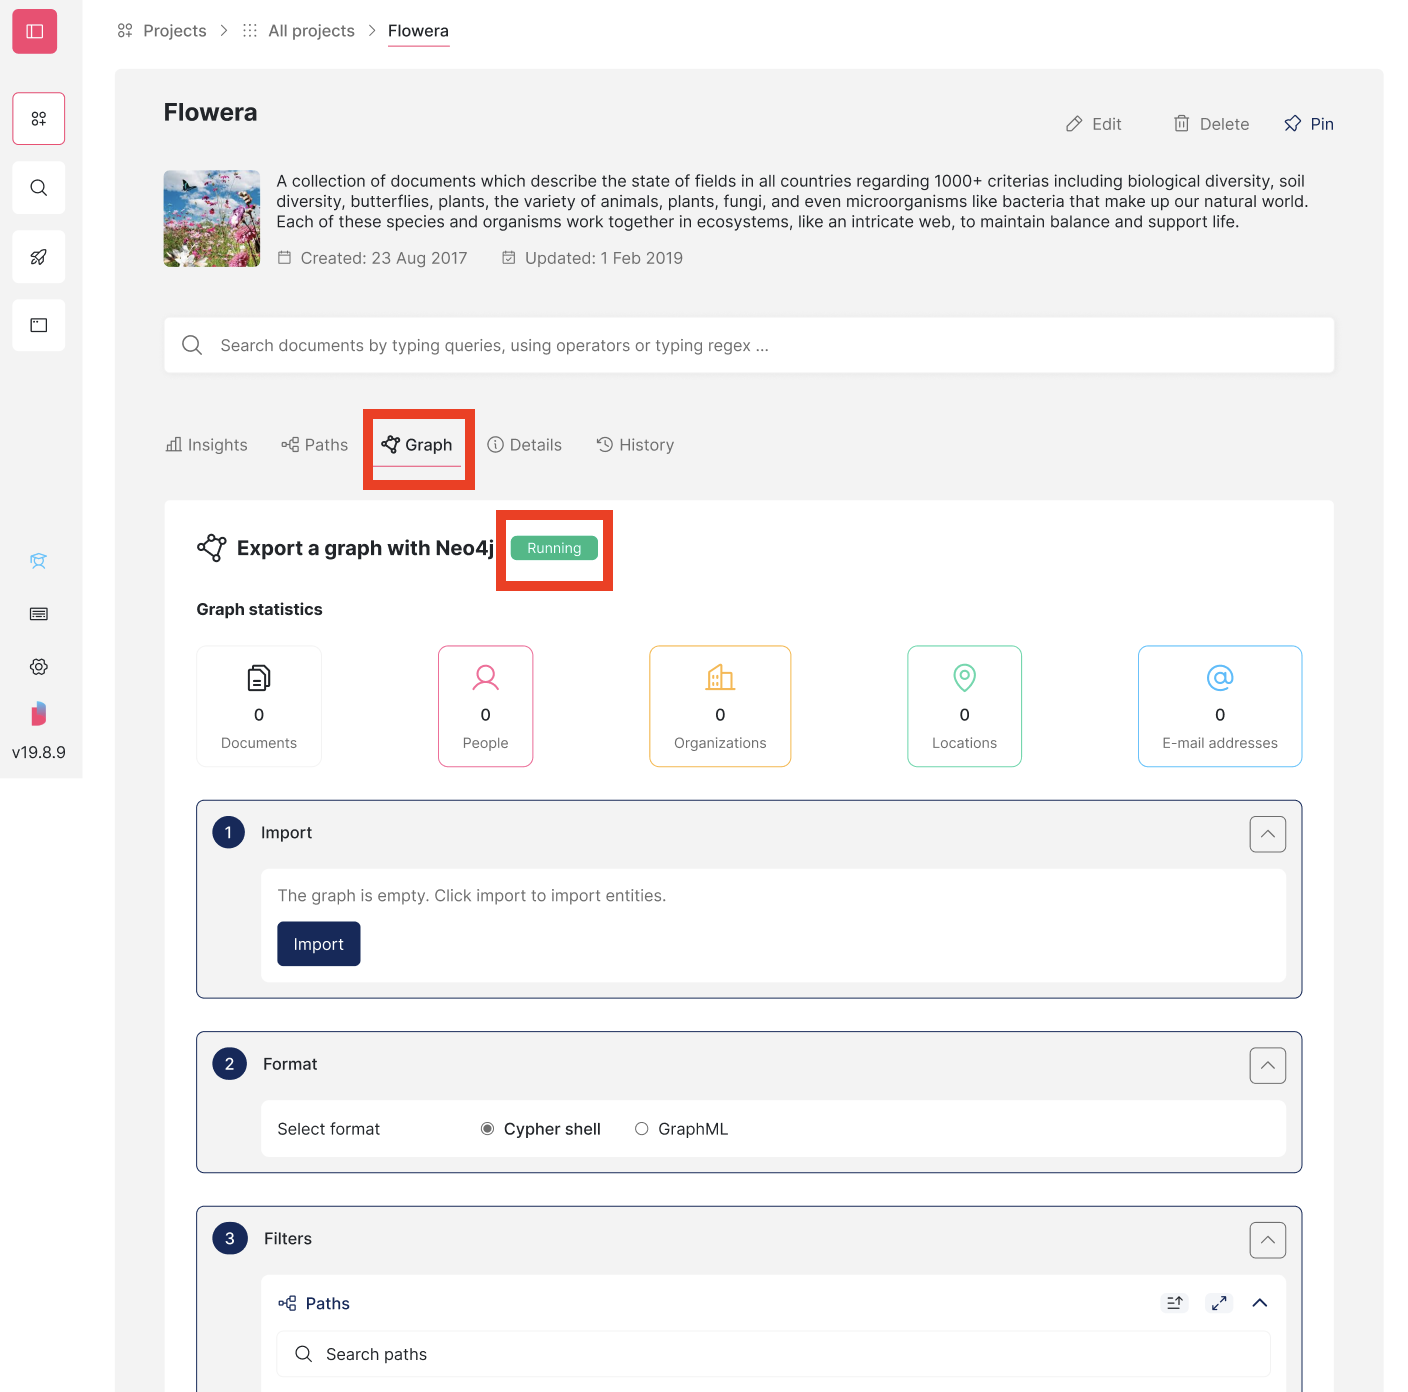 Projects > All projects > Flowera
Flowera
Edit
Delete
Pin
A collection of documents which describe the state of fields in all countries regarding 1000+ criterias including biological diversity, soil
diversity, butterflies, plants, the variety of animals, plants, fungi, and even microorganisms like bacteria that make up our natural world.
Each of these species and organisms work together in ecosystems, like an intricate web, to maintain balance and support life.
Created: 23 Aug 2017
Updated: 1 Feb 2019
Search documents by typing queries, using operators or typing regex ...
Insights
Paths
Graph
Details
History
Export a graph with Neo4j
Running
Graph statistics
0
Documents
0
People
0
Organizations
0
Locations
0
E-mail addresses
v19.8.9
1
Import
The graph is empty. Click import to import entities.
Import
2
Format
Select format
Cypher shell
GraphML
3
Filters
Paths
Search paths